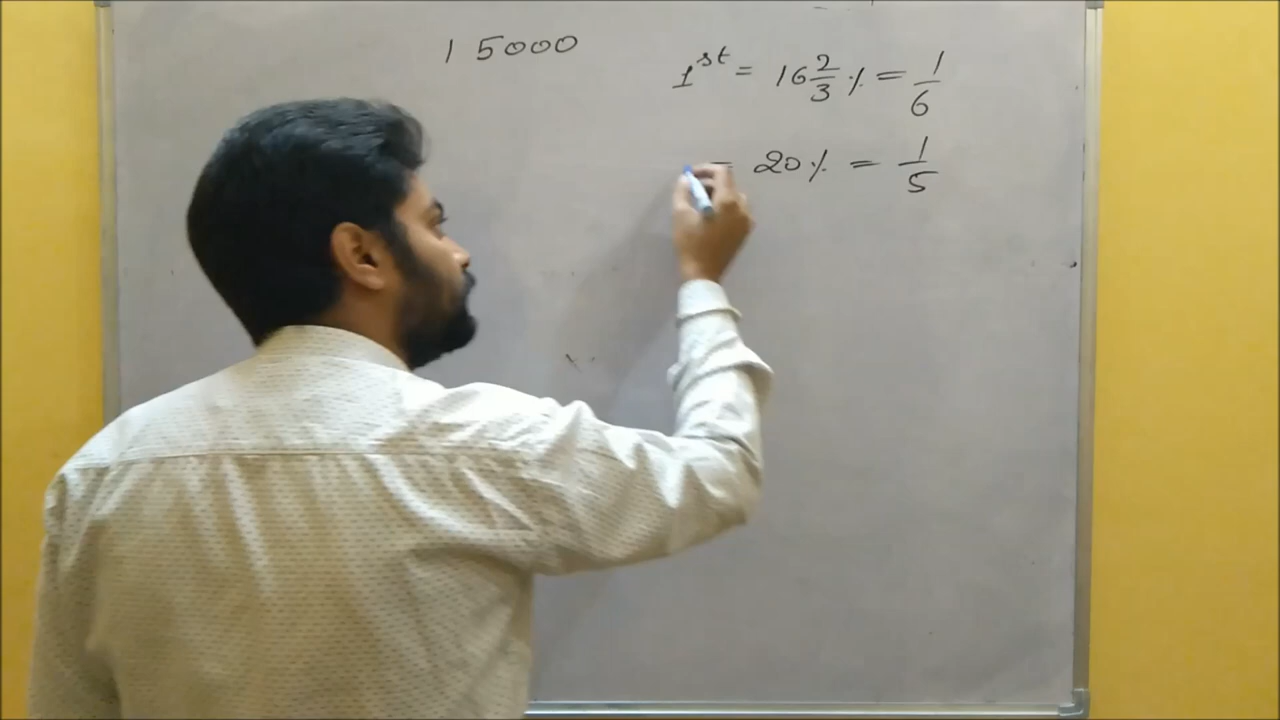 15000
1st = 16 2/3 % = 1/6
= 20% = 1/5